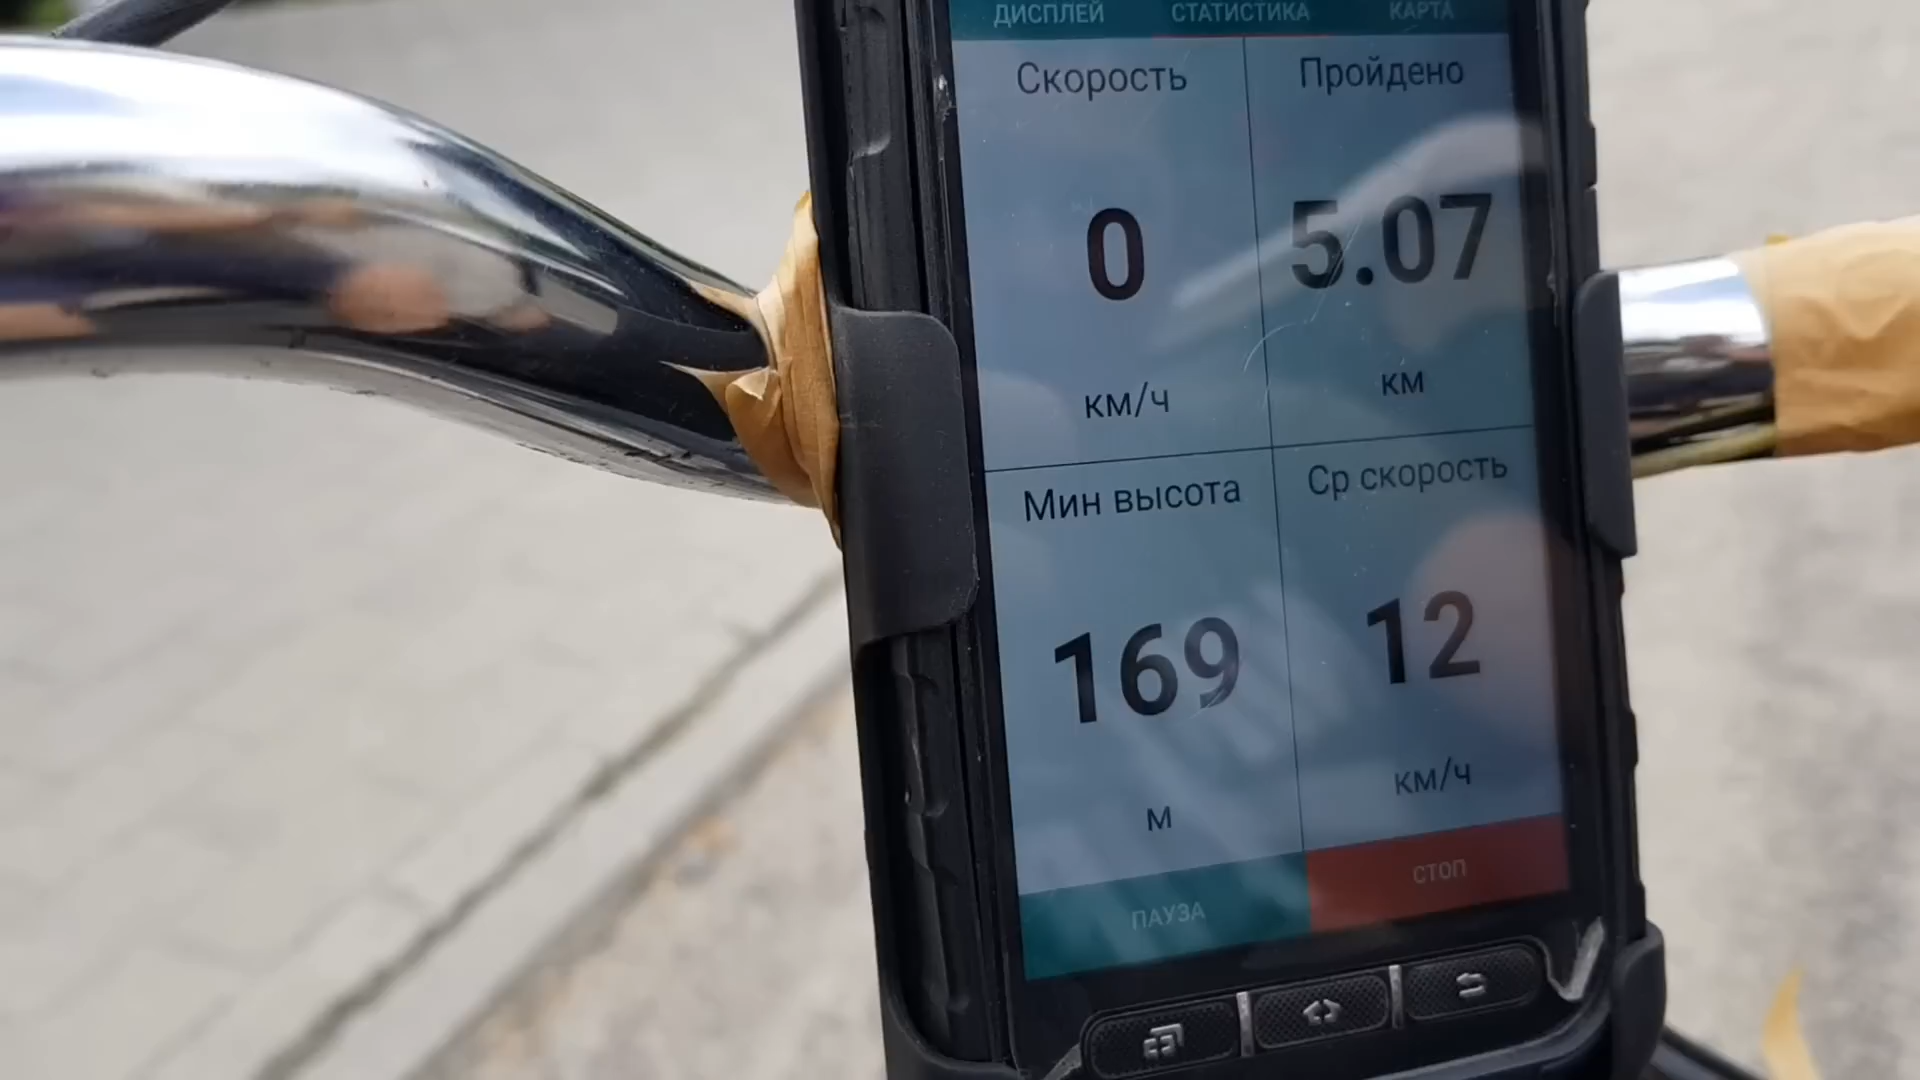 ДИСПЛЕЙ СТАТИСТИКА КАРТА
Скорость
0
км/ч
Пройдено
5.07
км
Мин высота
169
м
Ср скорость
12
км/ч
ПАУЗА
СТОП